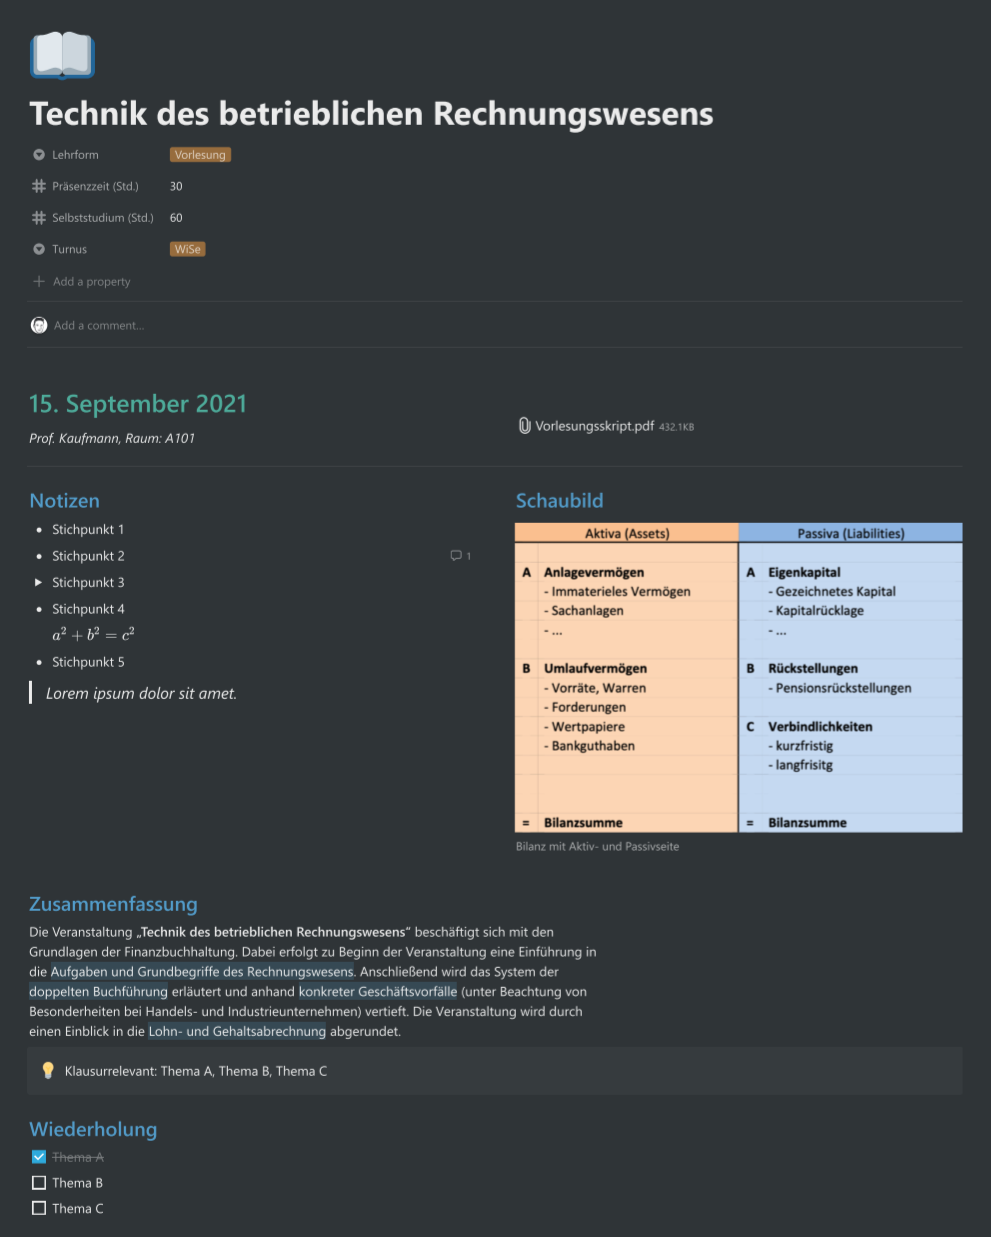 Technik des betrieblichen Rechnungswesens
Lehrform Vorlesung
Präsenzzeit (Std.) 30
Selbststudium (Std.) 60
Turnus WiSe
Add a property
Add a comment...
15. September 2021
Prof. Kaufmann, Raum: A101
Vorlesungsskript.pdf 432.1KB
Notizen
Stichpunkt 1
Stichpunkt 2 1
Stichpunkt 3
Stichpunkt 4
a² + b² = c²
Stichpunkt 5
Lorem ipsum dolor sit amet.
Schaubild
Aktiva (Assets) Passiva (Liabilities)
A Anlagevermögen A Eigenkapital
- Immaterieles Vermögen - Gezeichnetes Kapital
- Sachanlagen - Kapitalrücklage
- ... - ...
B Umlaufvermögen B Rückstellungen
- Vorräte, Warren - Pensionsrückstellungen
- Forderungen
- Wertpapiere C Verbindlichkeiten
- Bankguthaben - kurzfristig
- langfrisitg
= Bilanzsumme = Bilanzsumme
Bilanz mit Aktiv- und Passivseite
Zusammenfassung
Die Veranstaltung „Technik des betrieblichen Rechnungswesens“ beschäftigt sich mit den
Grundlagen der Finanzbuchhaltung. Dabei erfolgt zu Beginn der Veranstaltung eine Einführung in
die Aufgaben und Grundbegriffe des Rechnungswesens. Anschließend wird das System der
doppelten Buchführung erläutert und anhand konkreter Geschäftsvorfälle (unter Beachtung von
Besonderheiten bei Handels- und Industrieunternehmen) vertieft. Die Veranstaltung wird durch
einen Einblick in die Lohn- und Gehaltsabrechnung abgerundet.
Klausurrelevant: Thema A, Thema B, Thema C
Wiederholung
Thema A
Thema B
Thema C